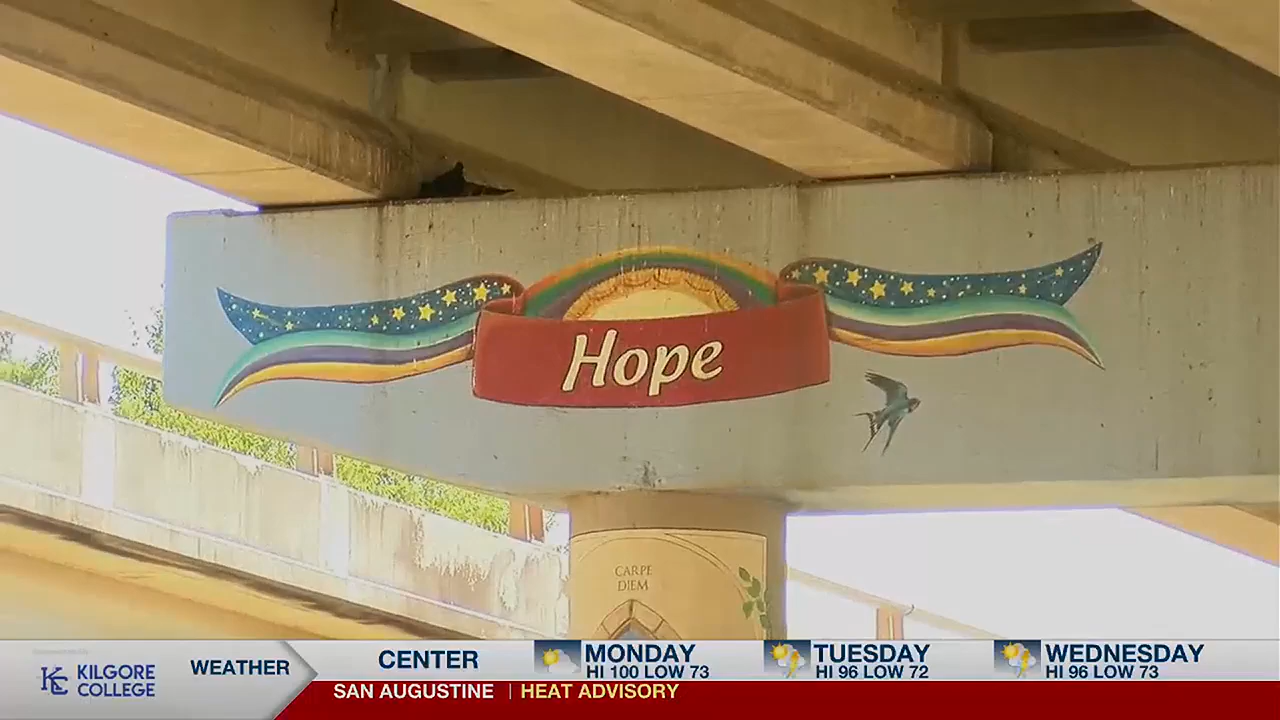 Hope
CARPE
DIEM
KILGORE
COLLEGE
WEATHER
CENTER
MONDAY
HI 100 LOW 73
TUESDAY
HI 96 LOW 72
WEDNESDAY
HI 96 LOW 73
SAN AUGUSTINE | HEAT ADVISORY